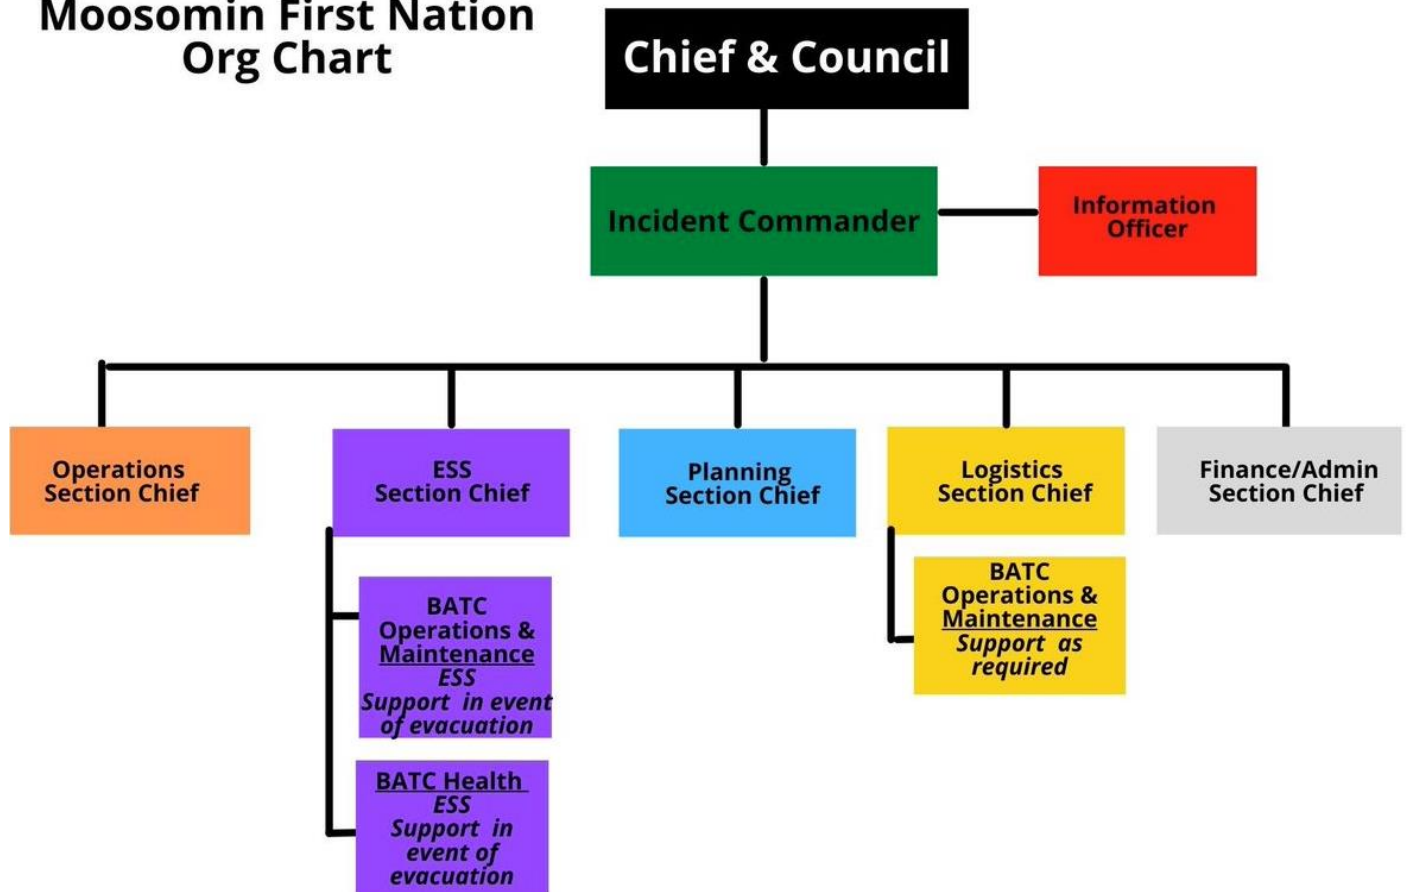 Moosomin First Nation
Org Chart
Chief & Council
Incident Commander
Information
Officer
Operations
Section Chief
ESS
Section Chief
Planning
Section Chief
Logistics
Section Chief
Finance/Admin
Section Chief
BATC
Operations &
Maintenance
ESS
Support in event
of evacuation
BATC Health
ESS
Support in
event of
evacuation
BATC
Operations &
Maintenance
Support as
required